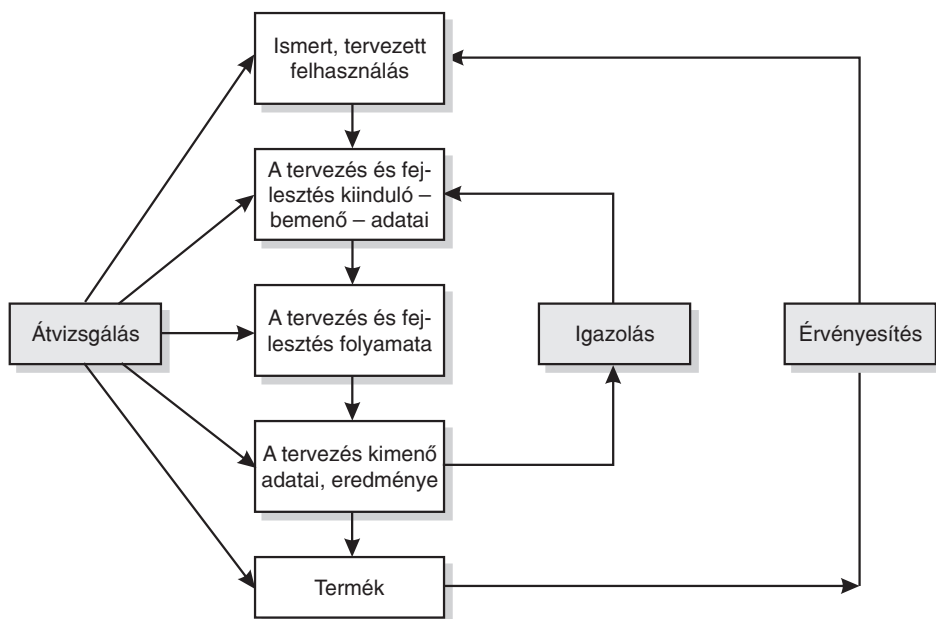 Ismert, tervezett
felhasználás
A tervezés és fej-
lesztés kiinduló –
bemenő – adatai
Átvizsgálás
A tervezés és fej-
lesztés folyamata
Igazolás
Érvényesítés
A tervezés kimenő
adatai, eredménye
Termék